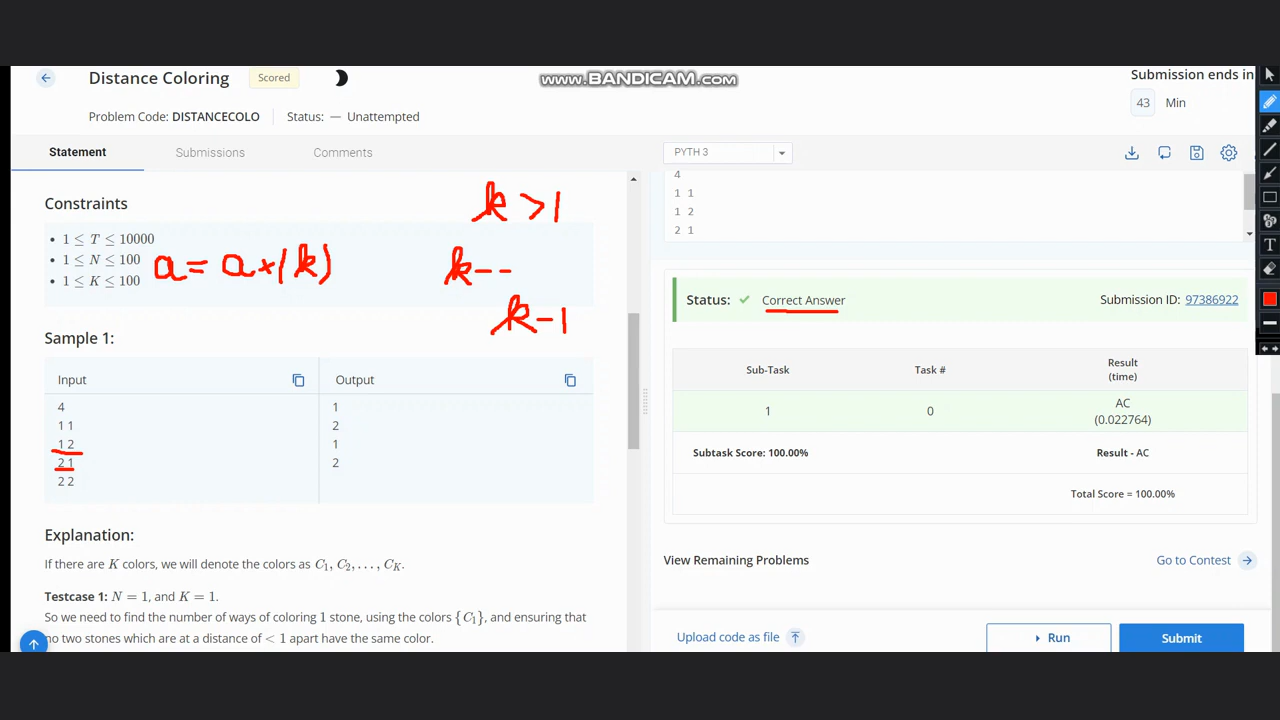 www.BANDICAM.com
Distance Coloring
Scored
Submission ends in
43 Min
Problem Code: DISTANCECOLO
Status: — Unattempted
Statement
Submissions
Comments
PYTH 3
Constraints
• 1 ≤ T ≤ 10000
• 1 ≤ N ≤ 100
• 1 ≤ K ≤ 100
k > 1
a = a*(k)
k--
k-1
Sample 1:
Input
Output
4
1 1
1 2
2 1
2 2
1
2
1
2
Explanation:
If there are K colors, we will denote the colors as C₁, C₂, . . . , C_K.
Testcase 1: N = 1, and K = 1.
So we need to find the number of ways of coloring 1 stone, using the colors {C₁}, and ensuring that
no two stones which are at a distance of < 1 apart have the same color.
4
1 1
1 2
2 1
Status: ✓ Correct Answer
Submission ID: 97386922
Sub-Task
Task #
Result
(time)
1
0
AC
(0.022764)
Subtask Score: 100.00%
Result - AC
Total Score = 100.00%
View Remaining Problems
Go to Contest
Upload code as file
Run
Submit